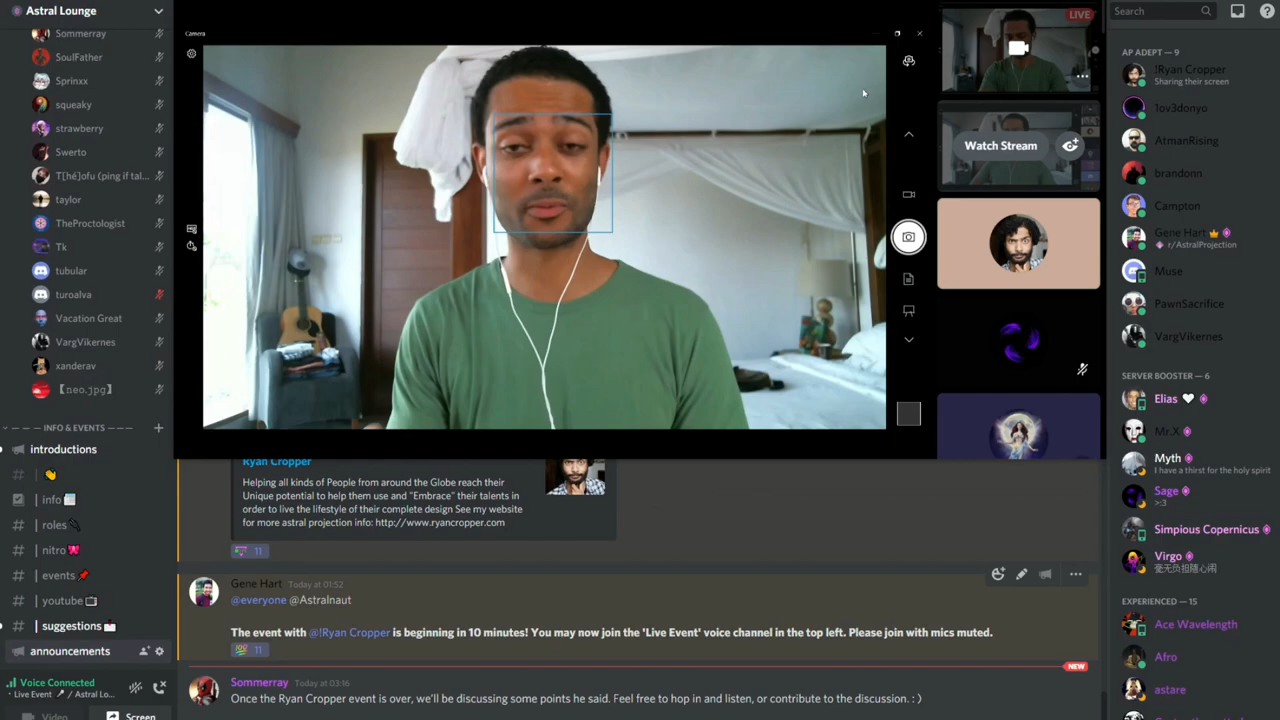 Astral Lounge
Sommerray
SoulFather
Sprinxx
squeaky
strawberry
Swerto
T[hé]ofu (ping if tal...
taylor
TheProctologist
Tk
tubular
turoalva
Vacation Great
VargVikernes
xanderav
【neo.jpg】
INFO & EVENTS
introductions
info
roles
nitro
events
youtube
suggestions
announcements
Voice Connected
Live Event / Astral Lo...
Video
Screen
Camera
LIVE
Watch Stream
Ryan Cropper
Helping all kinds of People from around the Globe reach their
Unique potential to help them use and "Embrace" their talents in
order to live the lifestyle of their complete design See my website
for more astral projection info: http://www.ryancropper.com
11
Gene Hart Today at 01:52
@everyone @Astralnaut
The event with @!Ryan Cropper is beginning in 10 minutes! You may now join the 'Live Event' voice channel in the top left. Please join with mics muted.
💯 11
NEW
Sommerray Today at 03:16
Once the Ryan Cropper event is over, we'll be discussing some points he said. Feel free to hop in and listen, or contribute to the discussion. : )
Search
AP ADEPT — 9
!Ryan Cropper
Sharing their screen
1ov3donyo
AtmanRising
brandonn
Campton
Gene Hart
r/AstralProjection
Muse
PawnSacrifice
VargVikernes
SERVER BOOSTER — 6
Elias
Mr.X
Myth
I have a thirst for the holy spirit
Sage
>:3
Simpious Copernicus
Virgo
毫无负担随心闹
EXPERIENCED — 15
Ace Wavelength
Afro
astare